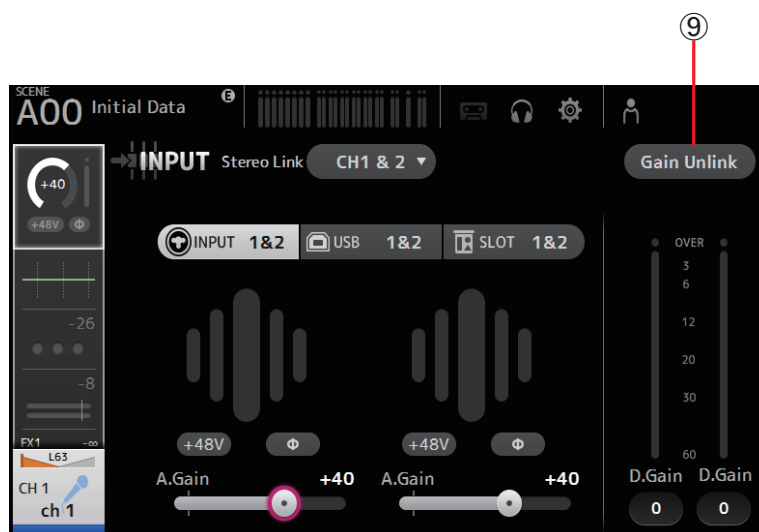 ⑨
SCENE
A00 Initial Data E
INPUT Stereo Link CH1 & 2 ▼ Gain Unlink
+40
+48V Φ
INPUT 1&2 USB 1&2 SLOT 1&2
OVER
3
6
12
20
30
60
-26
-8
FX1 -∞
L63
CH 1
ch 1
+48V Φ +48V Φ
A.Gain +40 A.Gain +40
D.Gain D.Gain
0 0